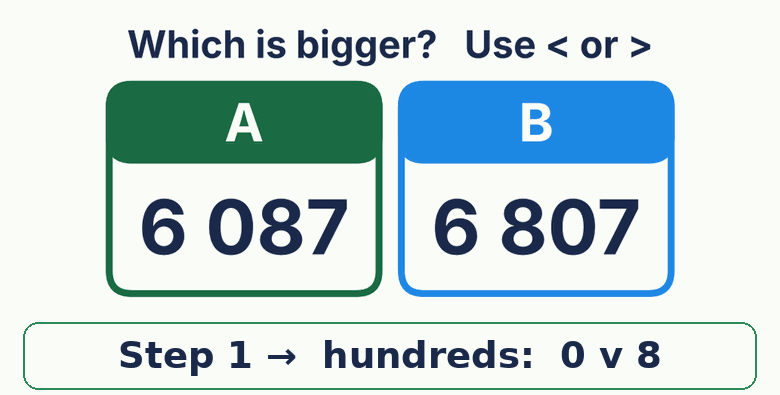 Which is bigger? Use < or >
A
B
6 087
6 807
Step 1 → hundreds: 0 v 8